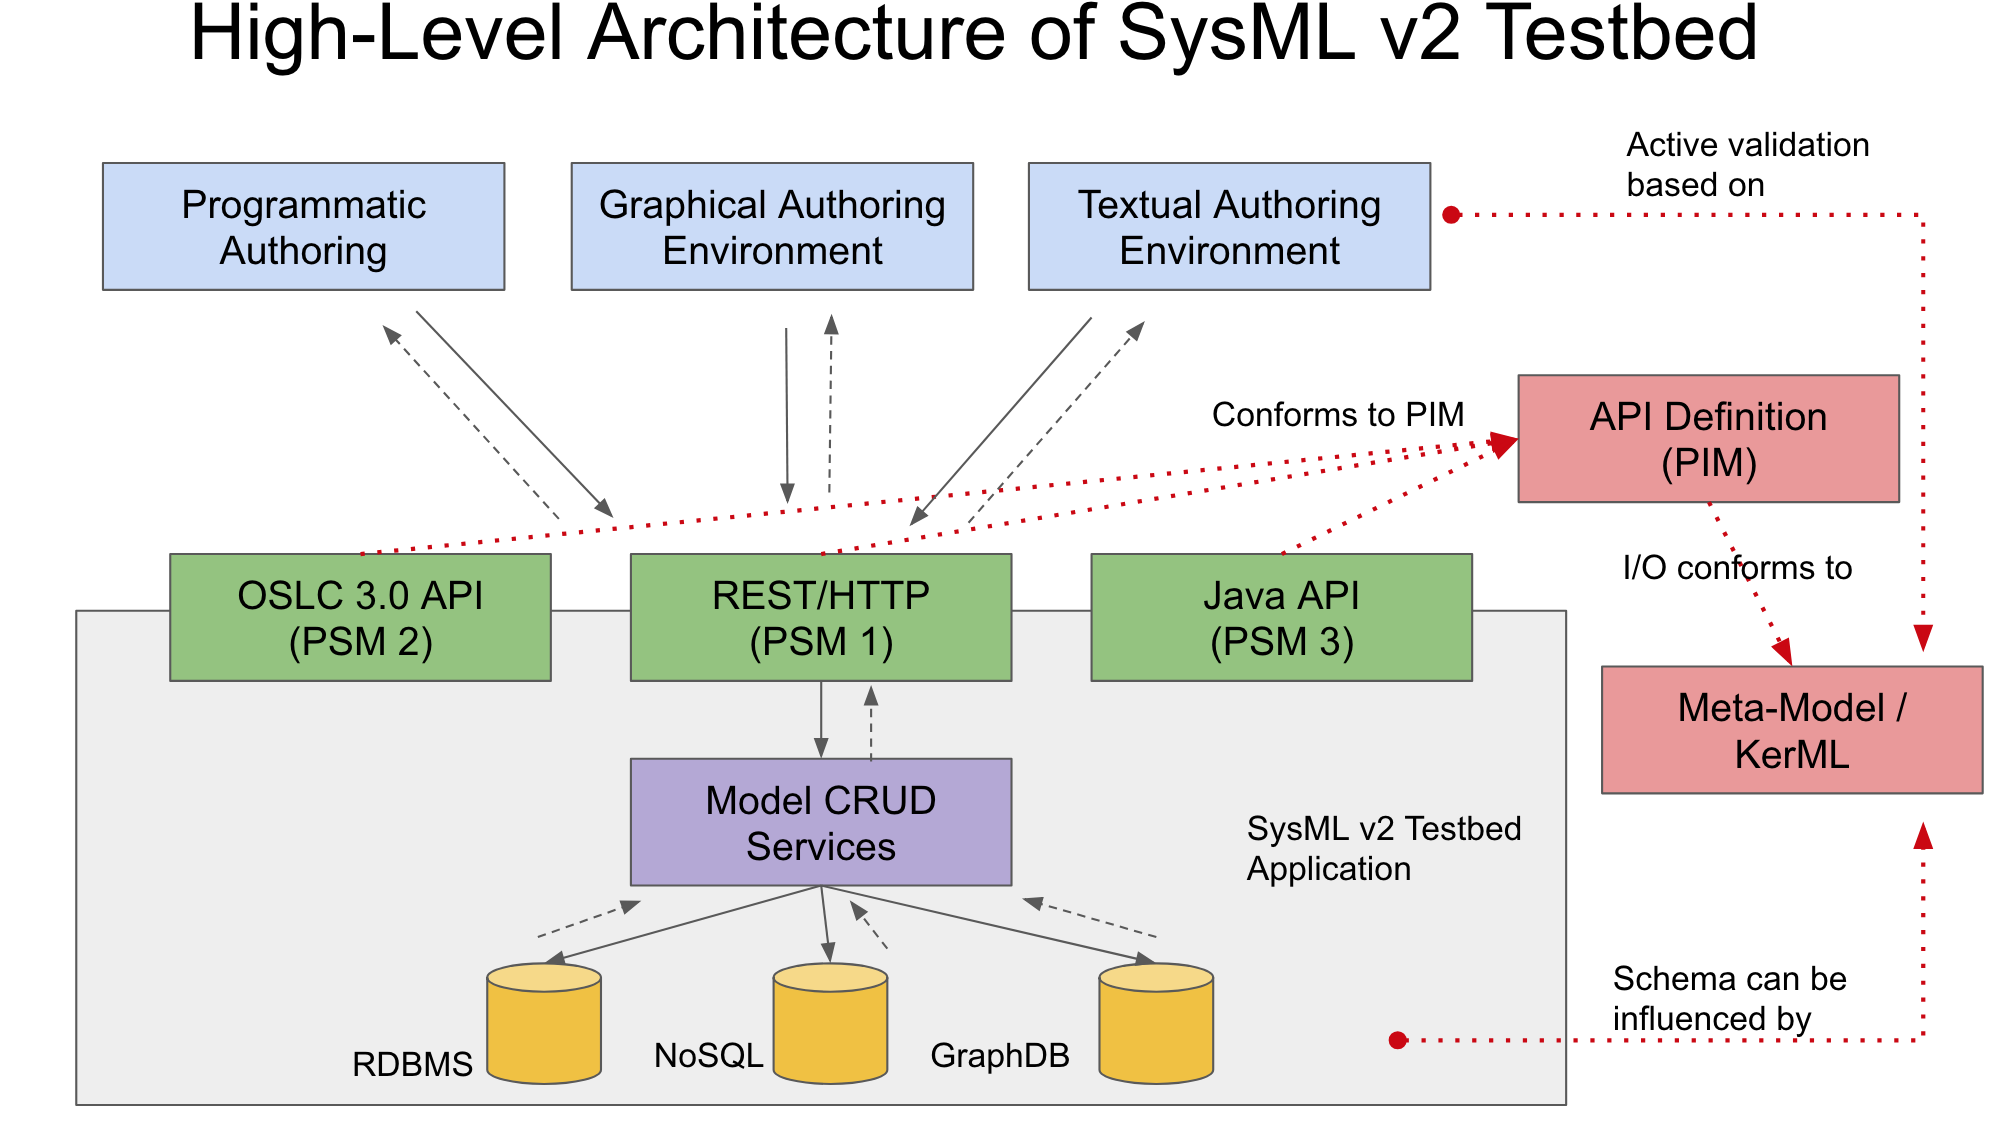 High-Level Architecture of SysML v2 Testbed
Active validation
based on
Programmatic
Authoring
Graphical Authoring
Environment
Textual Authoring
Environment
Conforms to PIM
API Definition
(PIM)
I/O conforms to
OSLC 3.0 API
(PSM 2)
REST/HTTP
(PSM 1)
Java API
(PSM 3)
Meta-Model /
KerML
Model CRUD
Services
SysML v2 Testbed
Application
Schema can be
influenced by
RDBMS
NoSQL
GraphDB